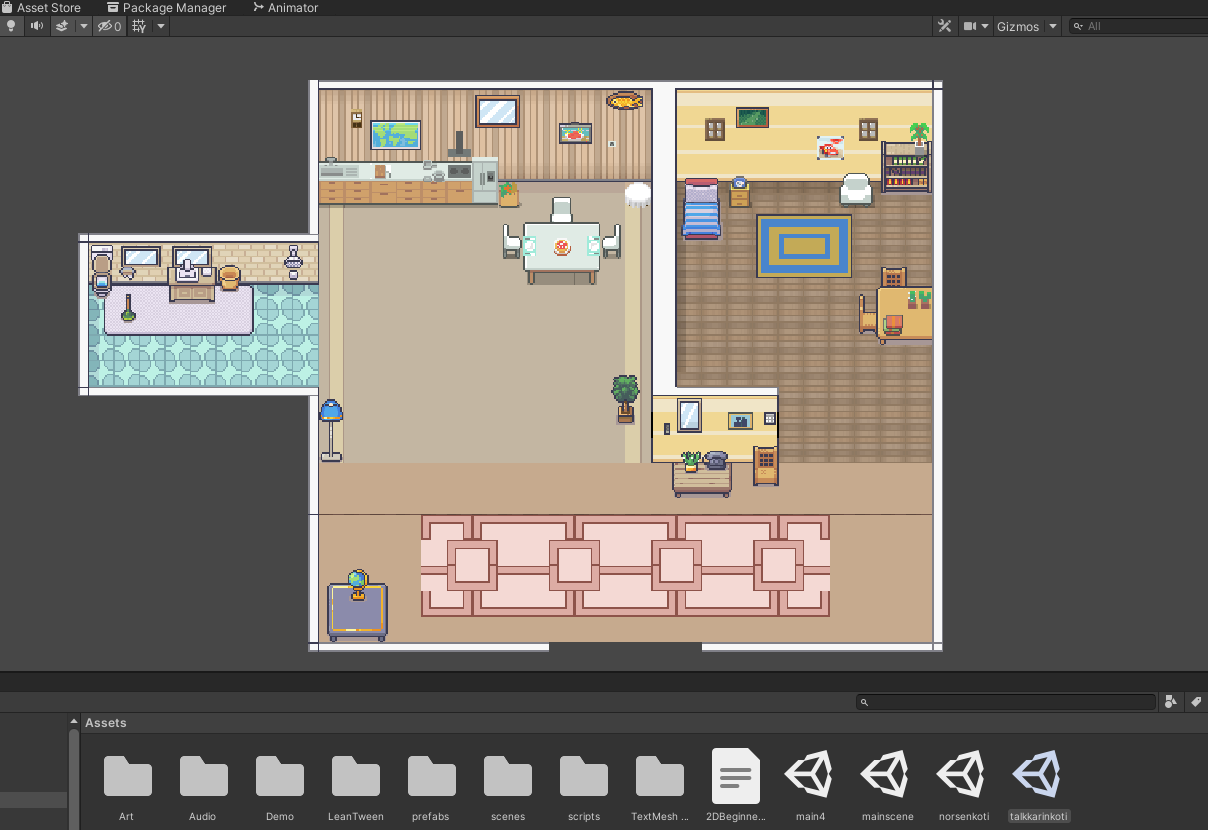 Asset Store
Package Manager
Animator
0
Gizmos
All
Assets
Art
Audio
Demo
LeanTween
prefabs
scenes
scripts
TextMesh ...
2DBeginne...
main4
mainscene
norsenkoti
talkkarinkoti